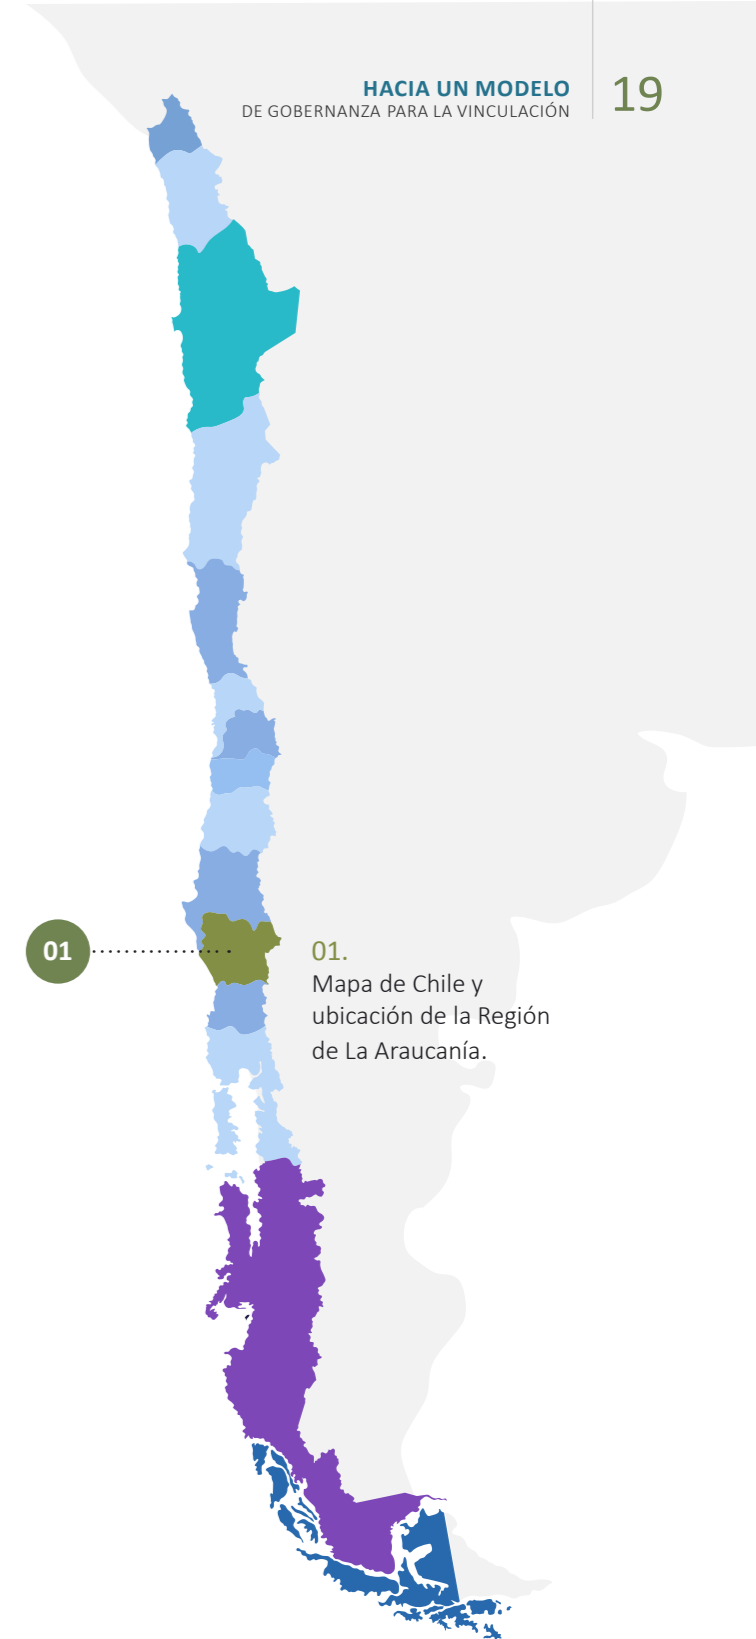 HACIA UN MODELO
DE GOBERNANZA PARA LA VINCULACIÓN
19
01
01.
Mapa de Chile y
ubicación de la Región
de La Araucanía.